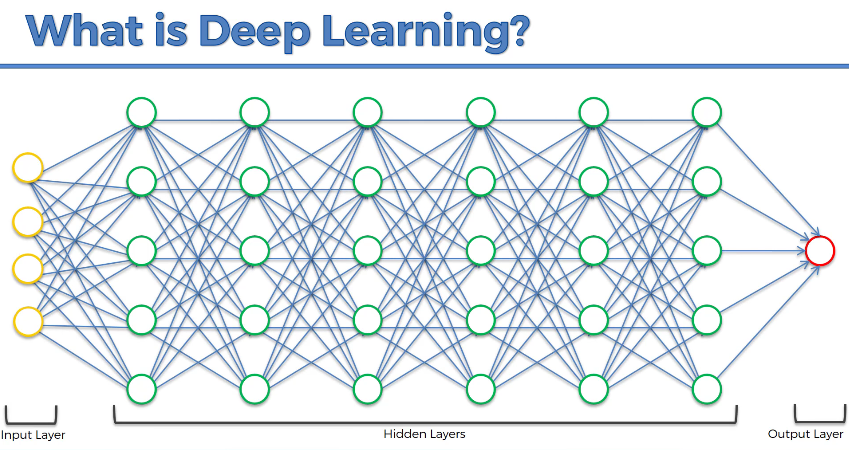 What is Deep Learning?
Input Layer
Hidden Layers
Output Layer